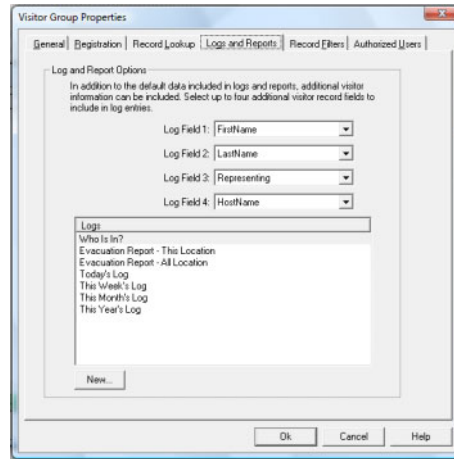 Visitor Group Properties
General Registration Record Lookup Logs and Reports Record Filters Authorized Users
Log and Report Options
In addition to the default data included in logs and reports, additional visitor
information can be included. Select up to four additional visitor record fields to
include in log entries.
Log Field 1: FirstName
Log Field 2: LastName
Log Field 3: Representing
Log Field 4: HostName
Logs
Who Is In?
Evacuation Report - This Location
Evacuation Report - All Location
Today's Log
This Week's Log
This Month's Log
This Year's Log
New...
Ok Cancel Help